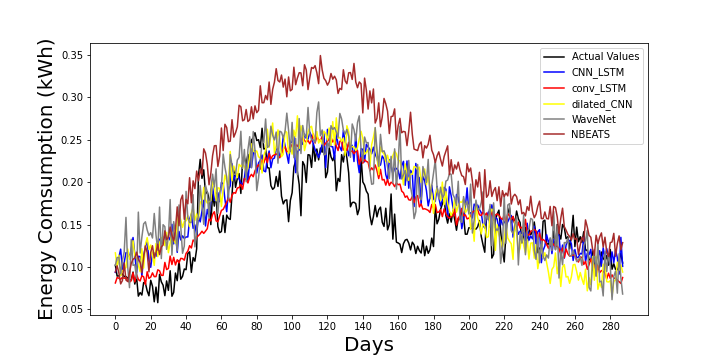 Energy Comsumption (kWh)
0.35
0.30
0.25
0.20
0.15
0.10
0.05
Actual Values
CNN_LSTM
conv_LSTM
dilated_CNN
WaveNet
NBEATS
0 20 40 60 80 100 120 140 160 180 200 220 240 260 280
Days